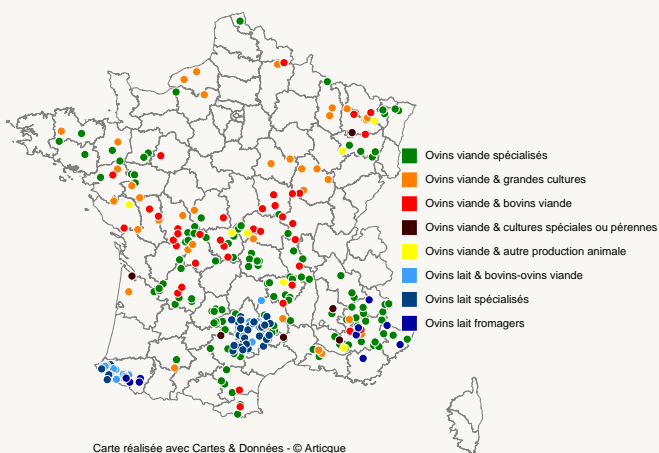 Ovins viande spécialisés
Ovins viande & grandes cultures
Ovins viande & bovins viande
Ovins viande & cultures spéciales ou pérennes
Ovins viande & autre production animale
Ovins lait & bovins-ovins viande
Ovins lait spécialisés
Ovins lait fromagers
Carte réalisée avec Cartes & Données - © Articque